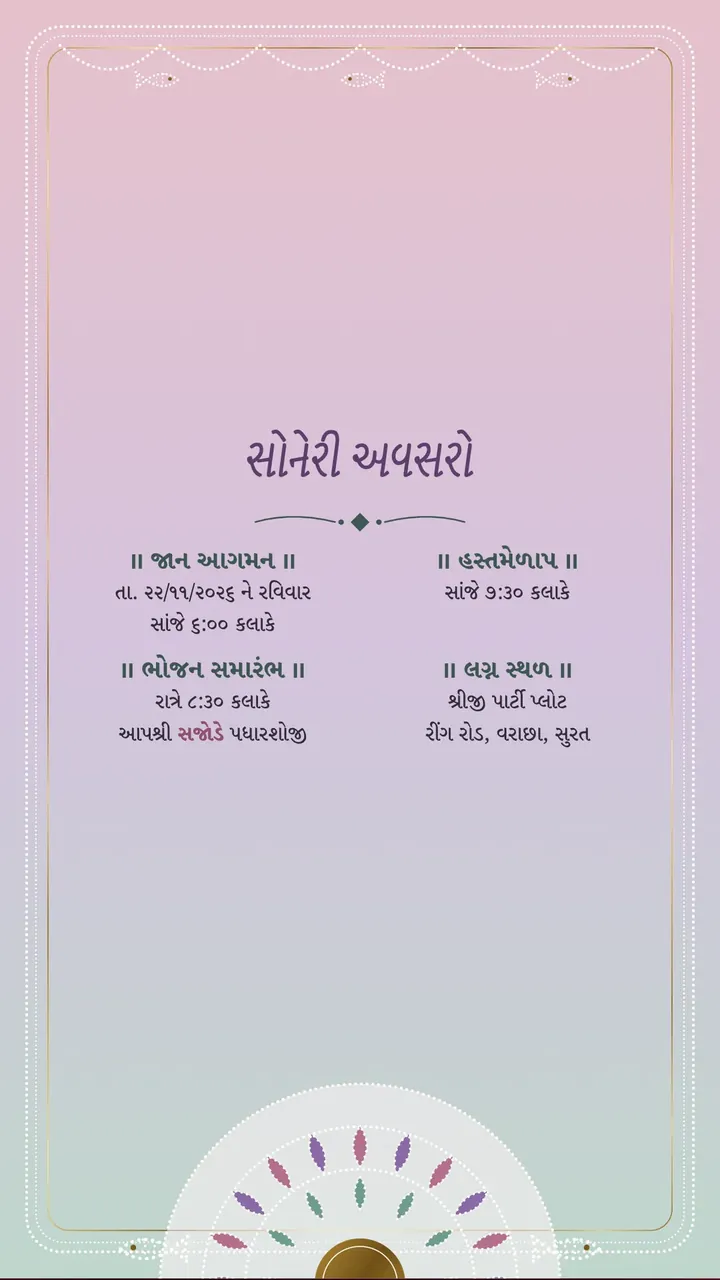 સોનેરી અવસરો
॥ જાન આગમન ॥
તા. ૨૨/૧૧/૨૦૨૬ ને રવિવાર
સાંજે ૬:૦૦ કલાકે
॥ હસ્તમેળાપ ॥
સાંજે ૭:૩૦ કલાકે
॥ ભોજન સમારંભ ॥
રાત્રે ૮:૩૦ કલાકે
આપશ્રી સજોડે પધારશોજી
॥ લગ્ન સ્થળ ॥
શ્રીજી પાર્ટી પ્લોટ
રીંગ રોડ, વરાછા, સુરત